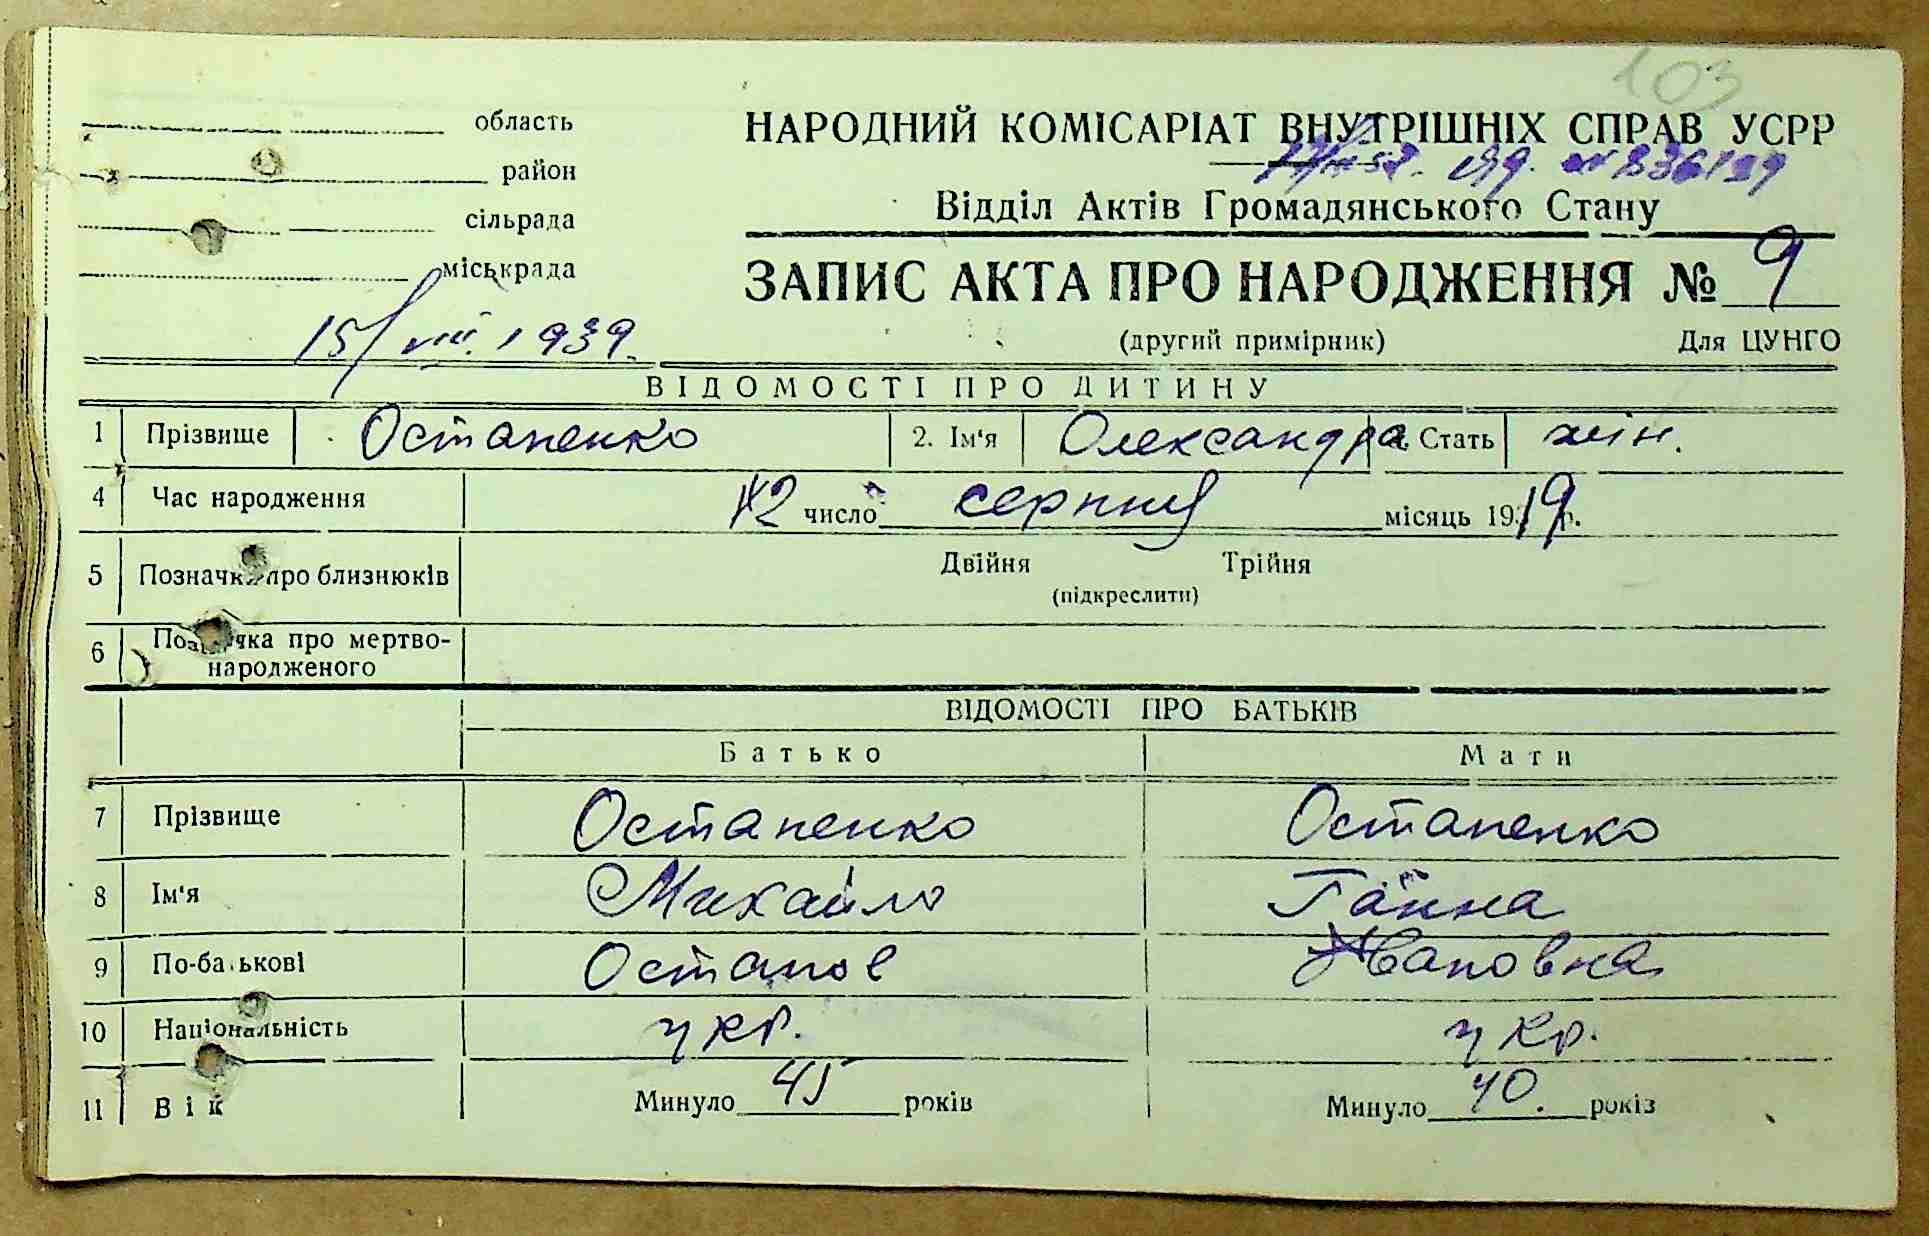 103
область
район
сільрада
міськрада
НАРОДНИЙ КОМІСАРІАТ ВНУТРІШНІХ СПРАВ УСРР
Відділ Актів Громадянського Стану
ЗАПИС АКТА ПРО НАРОДЖЕННЯ № 9
15/VIII. 1939.
(другий примірник) Для ЦУНГО
ВІДОМОСТІ ПРО ДИТИНУ
1 Прізвище Остапенко 2. Ім'я Олександра Стать жін.
4 Час народження 12 число серпня місяць 1919 р.
5 Позначка про близнюків Двійня Трійня
(підкреслити)
6 Позначка про мертво-
народженого
ВІДОМОСТІ ПРО БАТЬКІВ
Батько Мати
7 Прізвище Остапенко Остапенко
8 Ім'я Михайло Ганна
9 По-батькові Остапов Івановна
10 Національність укр. укр.
11 Вік Минуло 45 років Минуло 40. років